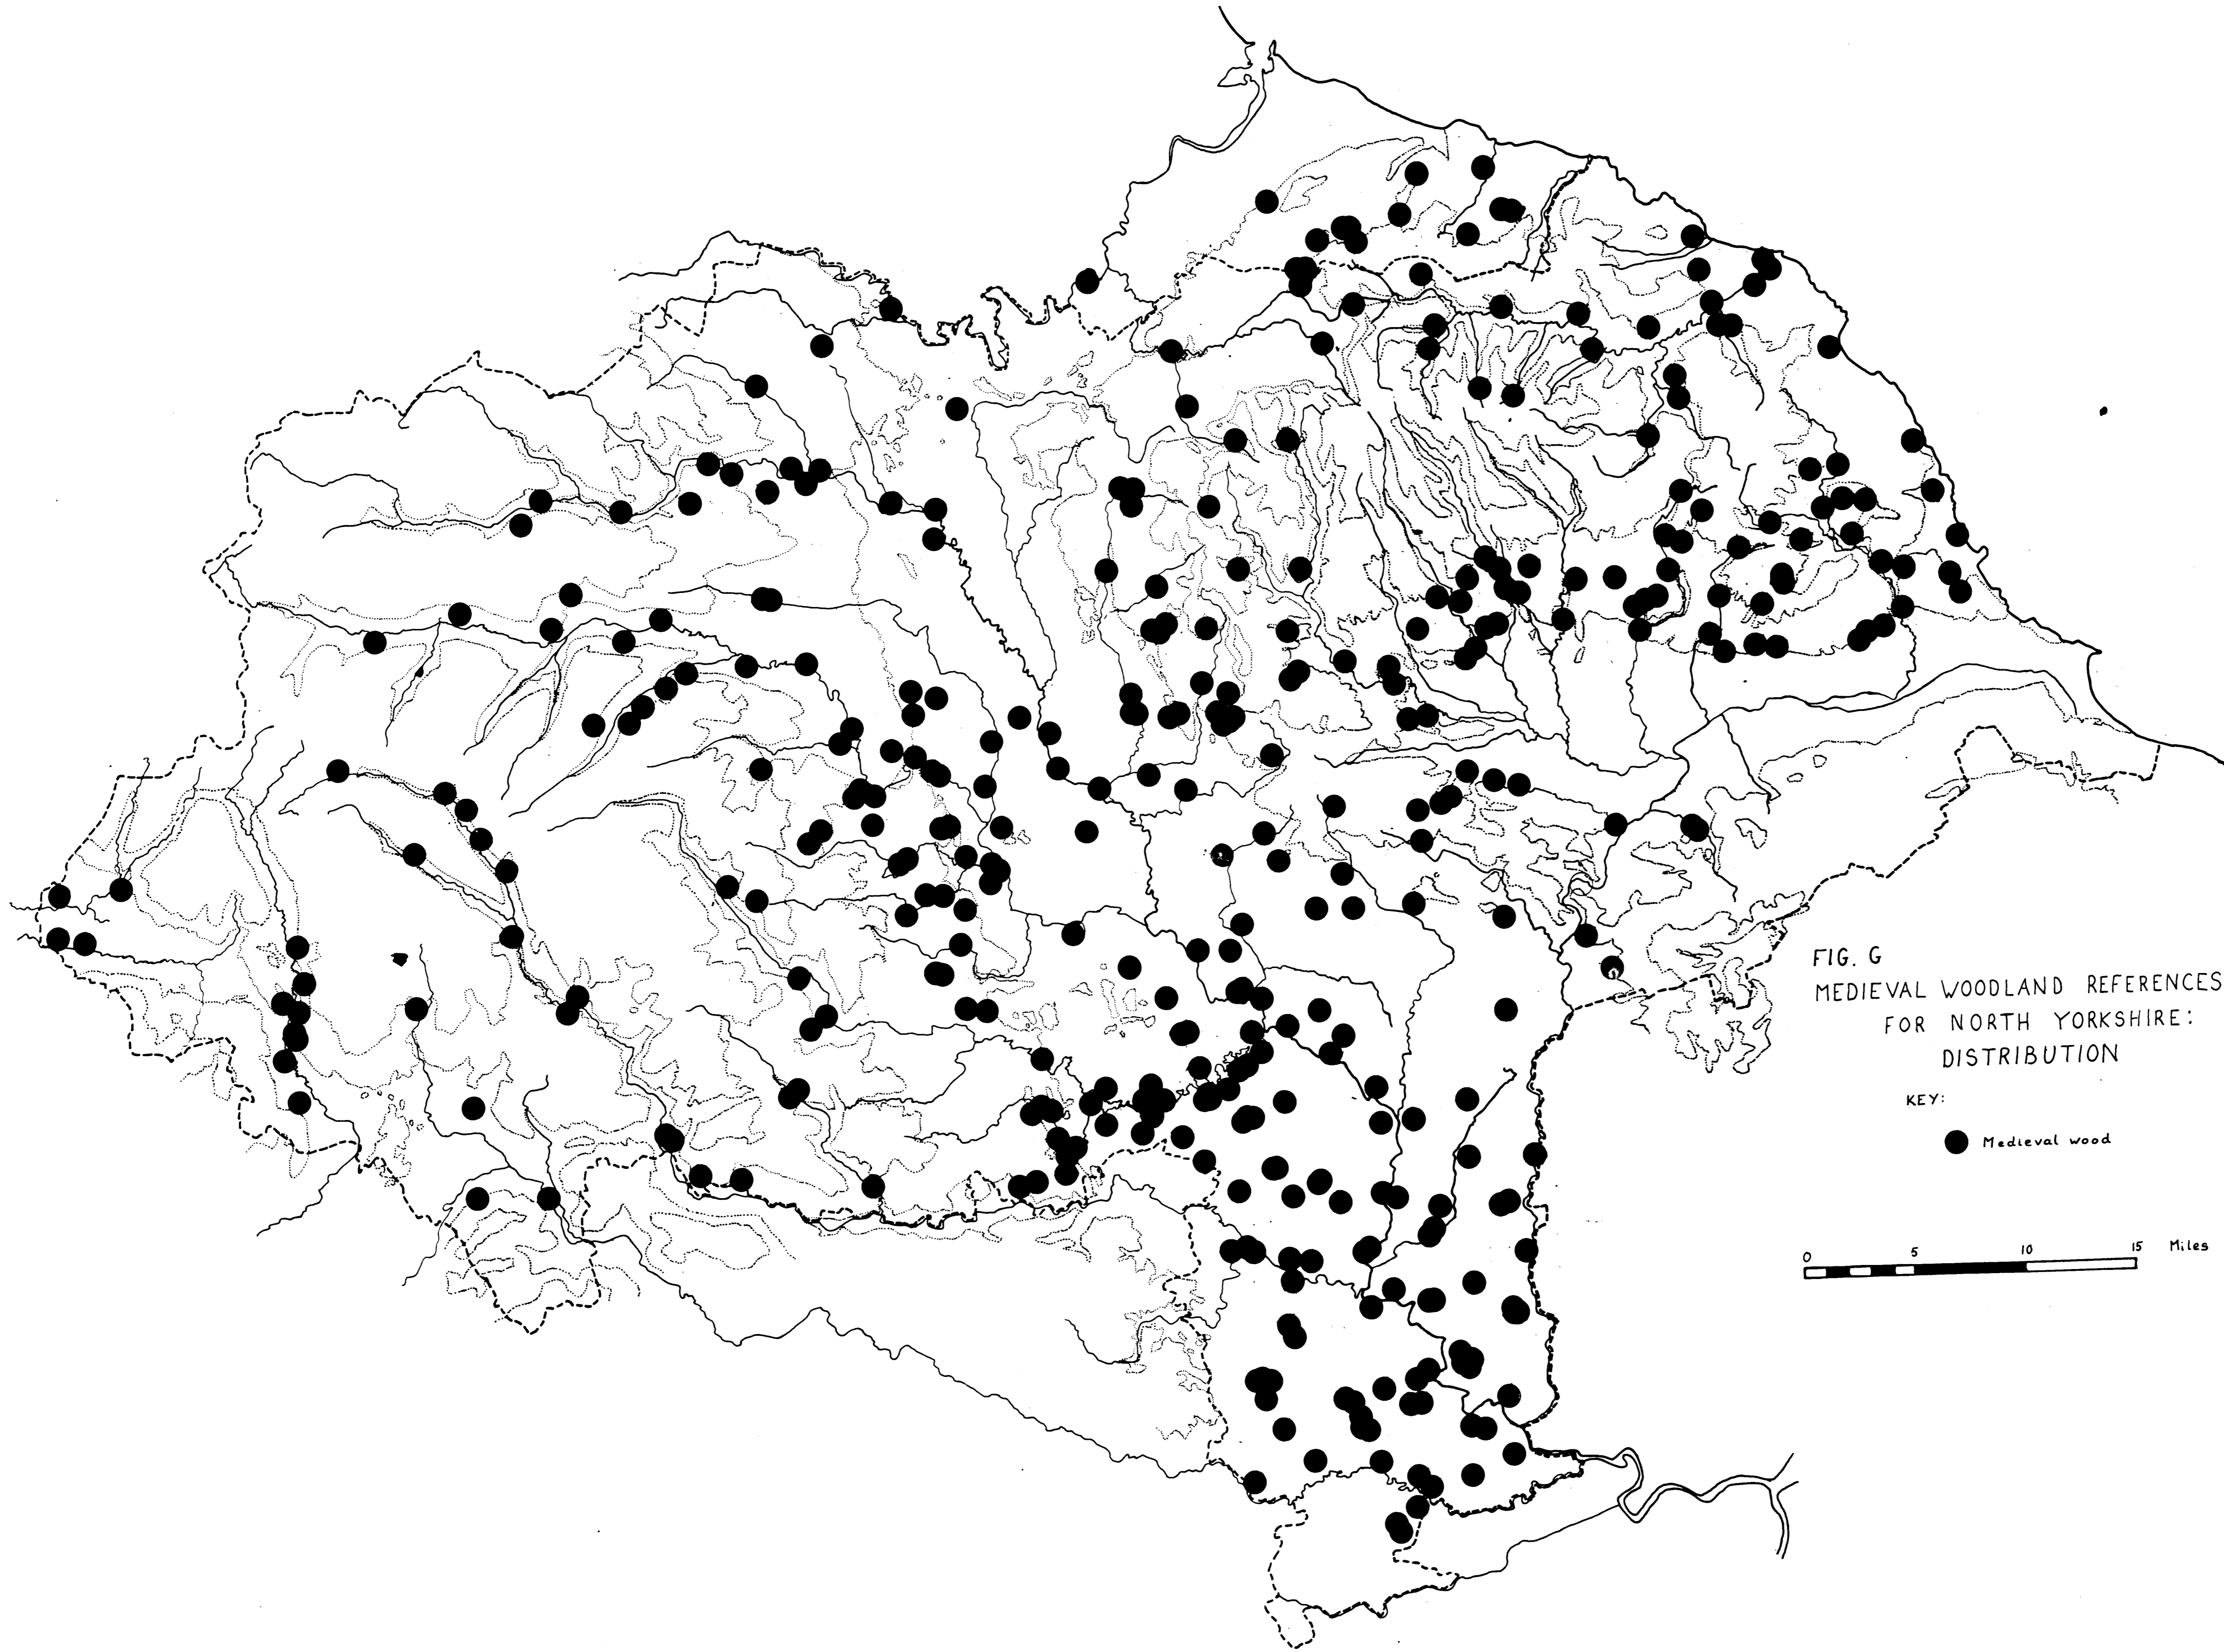 FIG. G
MEDIEVAL WOODLAND REFERENCES
FOR NORTH YORKSHIRE:
DISTRIBUTION
KEY:
Medieval wood
0 5 10 15 Miles